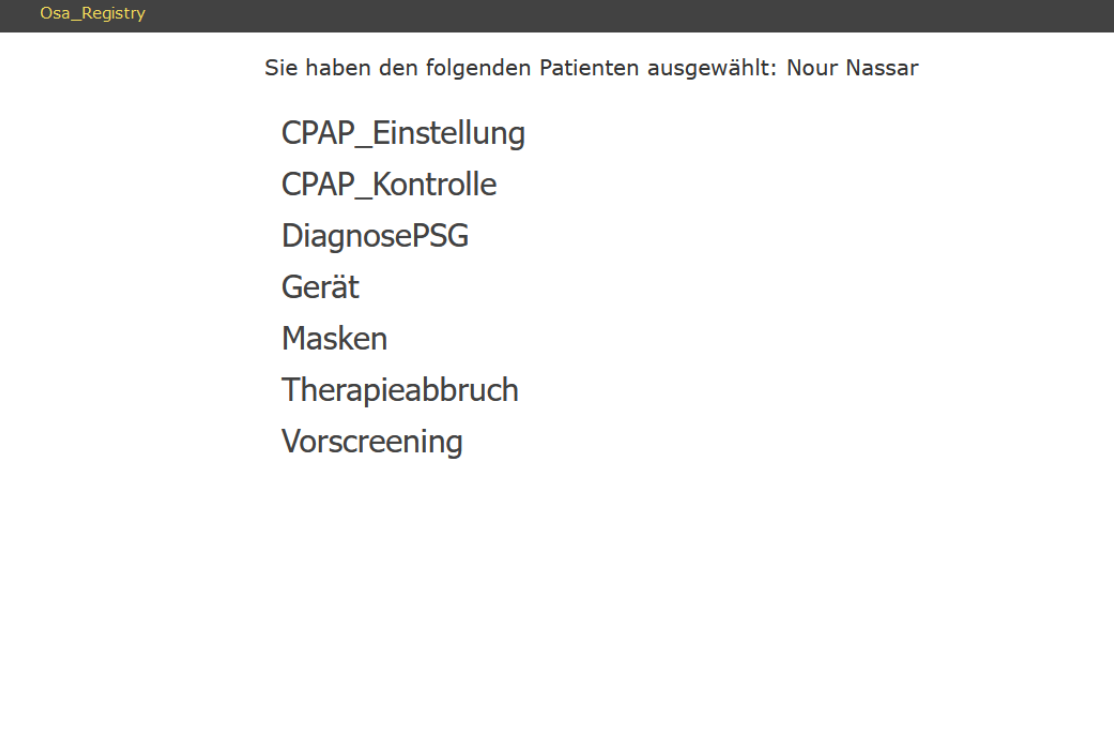 Osa_Registry
Sie haben den folgenden Patienten ausgewählt: Nour Nassar
CPAP_Einstellung
CPAP_Kontrolle
DiagnosePSG
Gerät
Masken
Therapieabbruch
Vorscreening